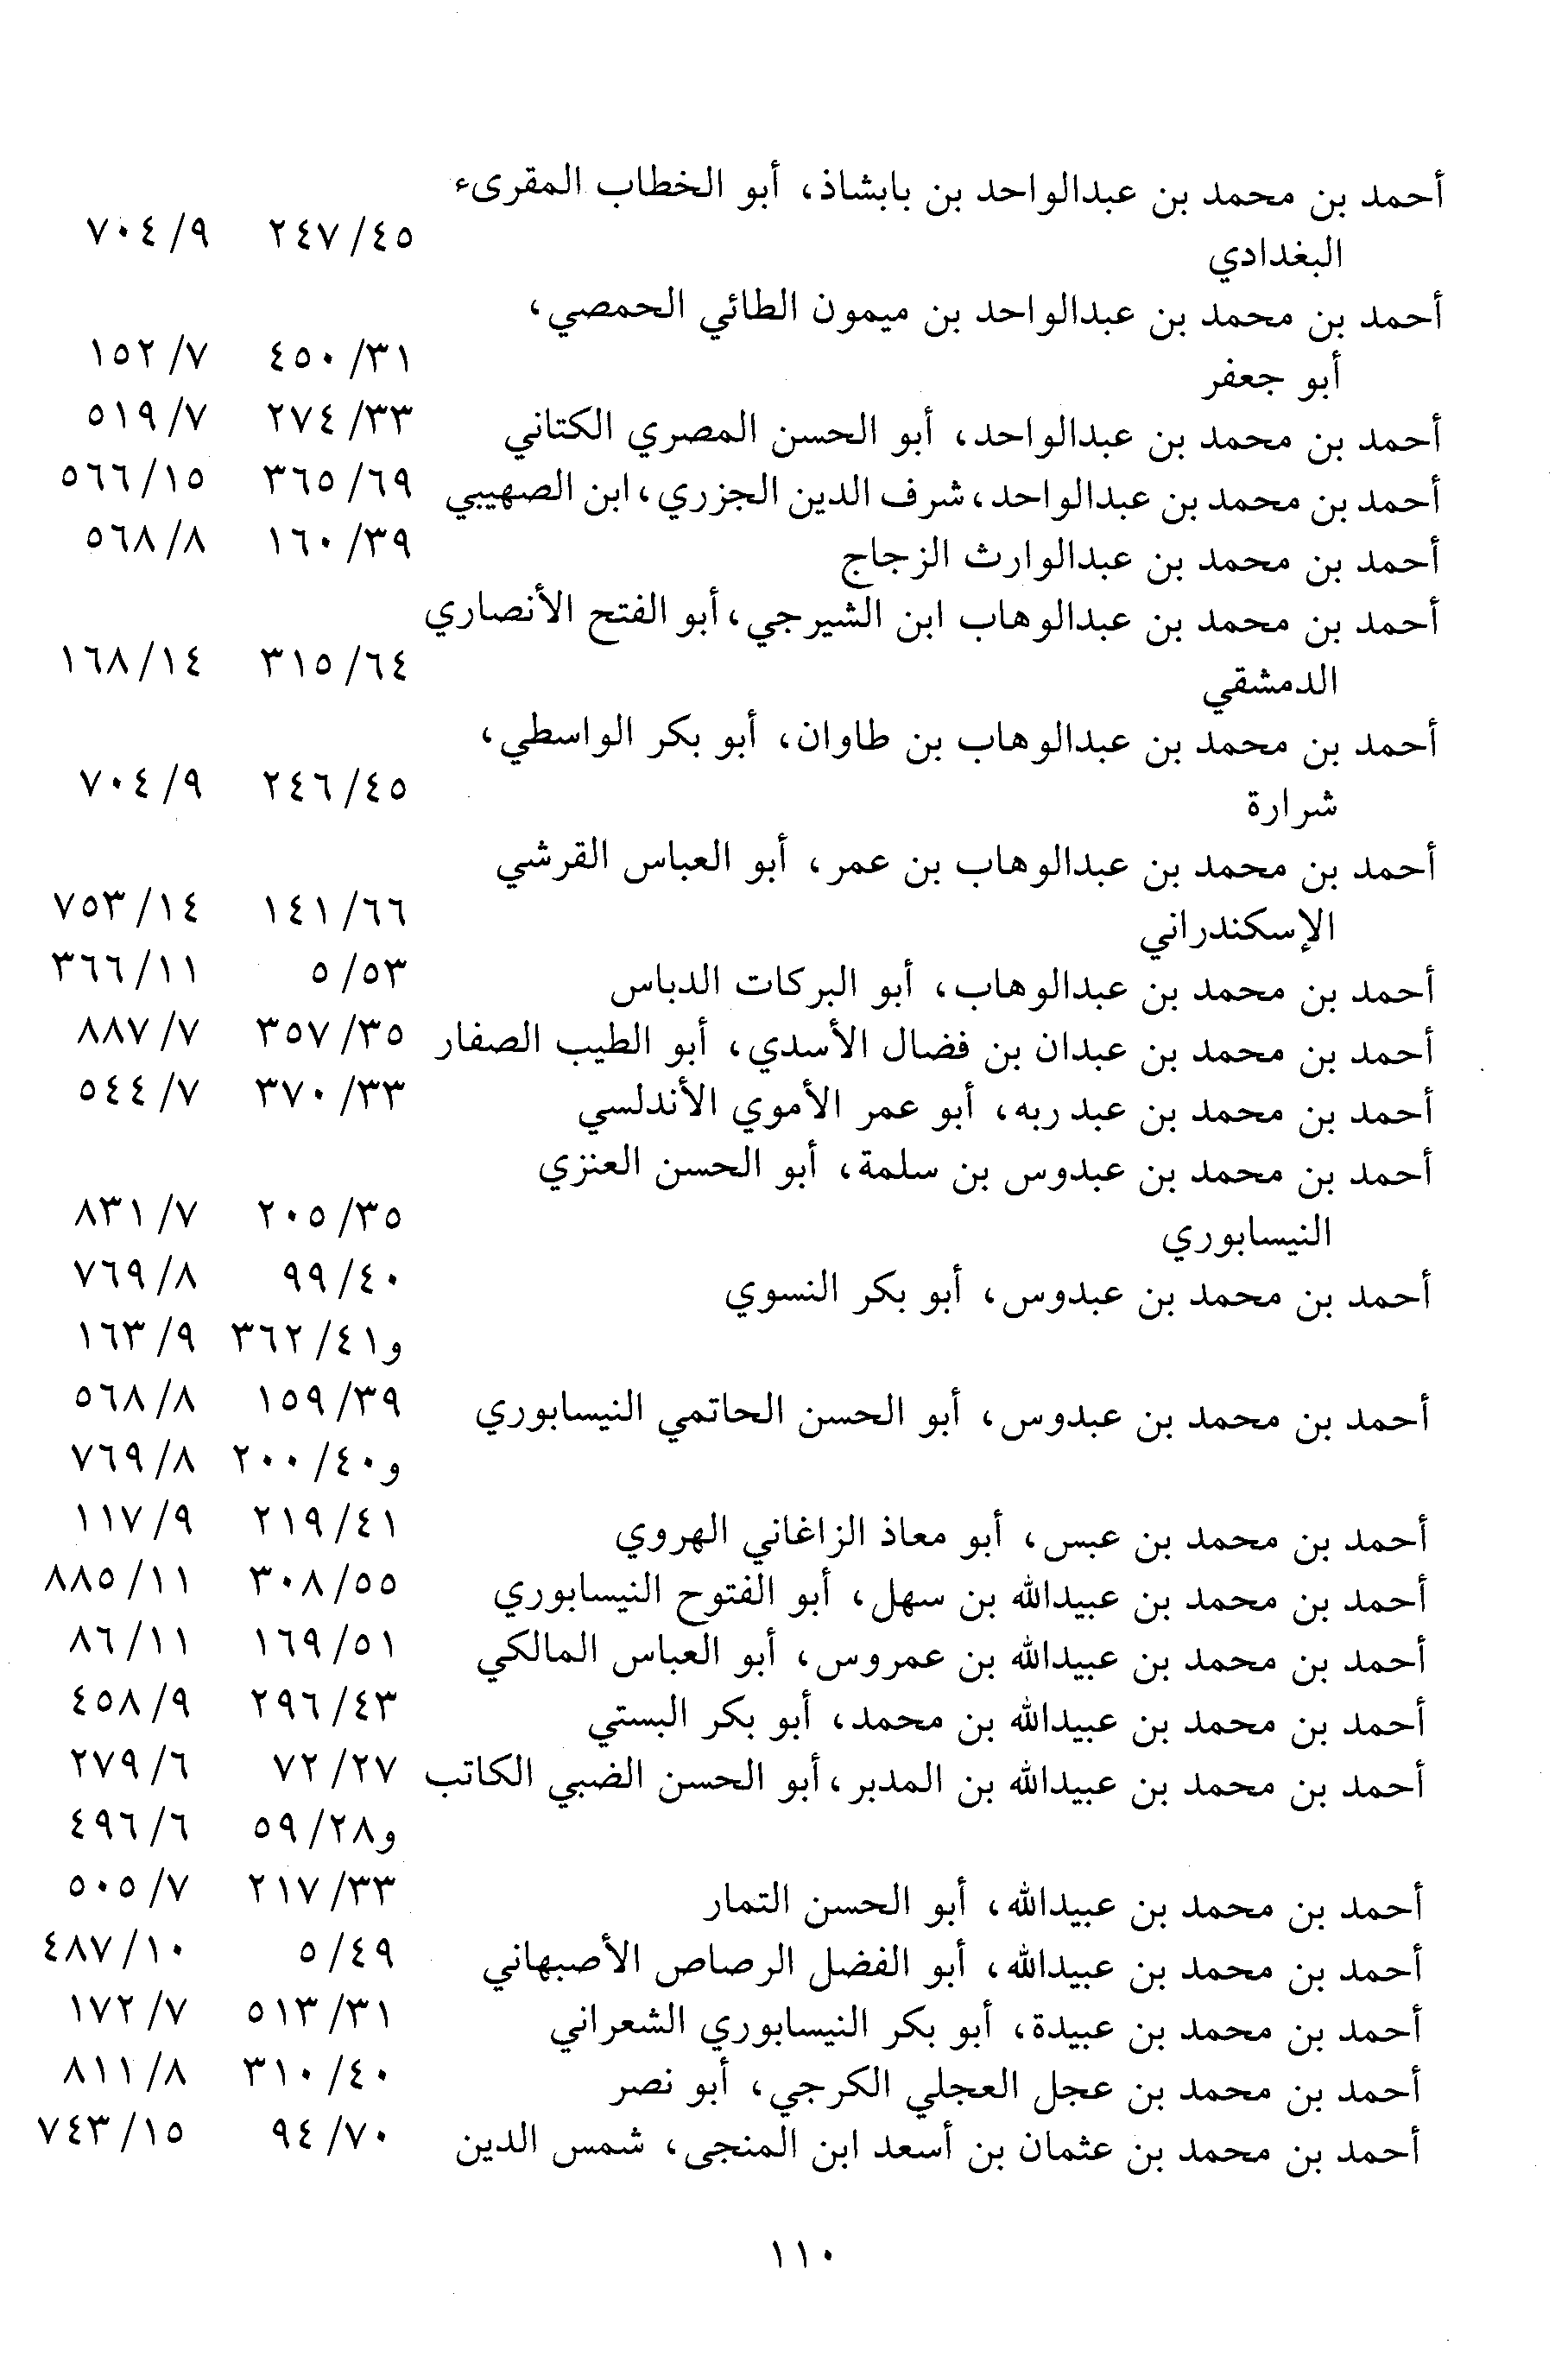 أحمد بن محمد بن عبدالواحد بن بابشاذ، أبو الخطاب المقرىء
البغدادي ٢٤٧/٤٥ ٧٠٤/٩
أحمد بن محمد بن عبدالواحد بن ميمون الطائي الحمصي،
أبو جعفر ٤٥٠/٣١ ١٥٢/٧
أحمد بن محمد بن عبدالواحد، أبو الحسن المصري الكتاني ٢٧٤/٣٣ ٥١٩/٧
أحمد بن محمد بن عبدالواحد، شرف الدين الجزري، ابن الصهيبي ٣٦٥/٦٩ ٥٦٦/١٥
أحمد بن محمد بن عبدالوارث الزجاج ١٦٠/٣٩ ٥٦٨/٨
أحمد بن محمد بن عبدالوهاب ابن الشيرجي، أبو الفتح الأنصاري
الدمشقي ٣١٥/٦٤ ١٦٨/١٤
أحمد بن محمد بن عبدالوهاب بن طاوان، أبو بكر الواسطي،
شرارة ٢٤٦/٤٥ ٧٠٤/٩
أحمد بن محمد بن عبدالوهاب بن عمر، أبو العباس القرشي
الإسكندراني ١٤١/٦٦ ٧٥٣/١٤
أحمد بن محمد بن عبدالوهاب، أبو البركات الدباس ٥/٥٣ ٣٦٦/١١
أحمد بن محمد بن عبدان بن فضال الأسدي، أبو الطيب الصفار ٣٥٧/٣٥ ٨٨٧/٧
أحمد بن محمد بن عبد ربه، أبو عمر الأموي الأندلسي ٣٧٠/٣٣ ٥٤٤/٧
أحمد بن محمد بن عبدوس بن سلمة، أبو الحسن العنزي
النيسابوري ٢٠٥/٣٥ ٨٣١/٧
أحمد بن محمد بن عبدوس، أبو بكر النسوي ٩٩/٤٠ ٧٦٩/٨
و٣٦٢/٤١ ١٦٣/٩
أحمد بن محمد بن عبدوس، أبو الحسن الحاتمي النيسابوري ١٥٩/٣٩ ٥٦٨/٨
و٢٠٠/٤٠ ٧٦٩/٨
أحمد بن محمد بن عبس، أبو معاذ الزاغاني الهروي ٢١٩/٤١ ١١٧/٩
أحمد بن محمد بن عبيدالله بن سهل، أبو الفتوح النيسابوري ٣٠٨/٥٥ ٨٨٥/١١
أحمد بن محمد بن عبيدالله بن عمروس، أبو العباس المالكي ١٦٩/٥١ ٨٦/١١
أحمد بن محمد بن عبيدالله بن محمد، أبو بكر البستي ٢٩٦/٤٣ ٤٥٨/٩
أحمد بن محمد بن عبيدالله بن المدبر، أبو الحسن الضبي الكاتب ٧٢/٢٧ ٢٧٩/٦
و٥٩/٢٨ ٤٩٦/٦
أحمد بن محمد بن عبيدالله، أبو الحسن التمار ٢١٧/٣٣ ٥٠٥/٧
أحمد بن محمد بن عبيدالله، أبو الفضل الرصاص الأصبهاني ٥/٤٩ ٤٨٧/١٠
أحمد بن محمد بن عبيدة، أبو بكر النيسابوري الشعراني ٥١٣/٣١ ١٧٢/٧
أحمد بن محمد بن عجل العجلي الكرجي، أبو نصر ٣١٠/٤٠ ٨١١/٨
أحمد بن محمد بن عثمان بن أسعد ابن المنجى، شمس الدين ٩٤/٧٠ ٧٤٣/١٥
١١٠